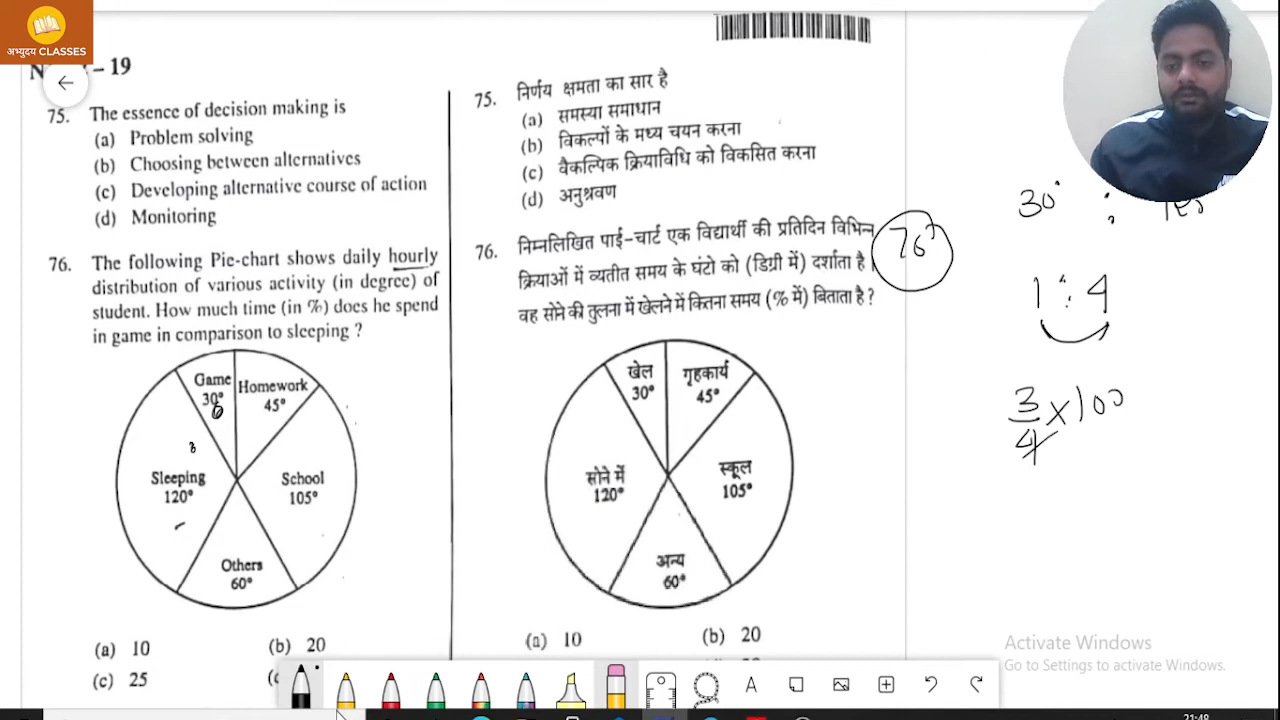 अभ्युदय CLASSES
– 19
75. The essence of decision making is
(a) Problem solving
(b) Choosing between alternatives
(c) Developing alternative course of action
(d) Monitoring
76. The following Pie-chart shows daily hourly
distribution of various activity (in degree) of
student. How much time (in %) does he spend
in game in comparison to sleeping ?
Game
30°
Homework
45°
Sleeping
120°
School
105°
Others
60°
(a) 10
(b) 20
(c) 25
75. निर्णय क्षमता का सार है
(a) समस्या समाधान
(b) विकल्पों के मध्य चयन करना
(c) वैकल्पिक क्रियाविधि को विकसित करना
(d) अनुश्रवण
76. निम्नलिखित पाई-चार्ट एक विद्यार्थी की प्रतिदिन विभिन्न
क्रियाओं में व्यतीत समय के घंटो को (डिग्री में) दर्शाता है।
वह सोने की तुलना में खेलने में कितना समय (% में) बिताता है ?
खेल
30°
गृहकार्य
45°
सोने में
120°
स्कूल
105°
अन्य
60°
(a) 10
(b) 20
30° :
1 : 4
3/4 × 100
Activate Windows
Go to Settings to activate Windows.
A
21:49